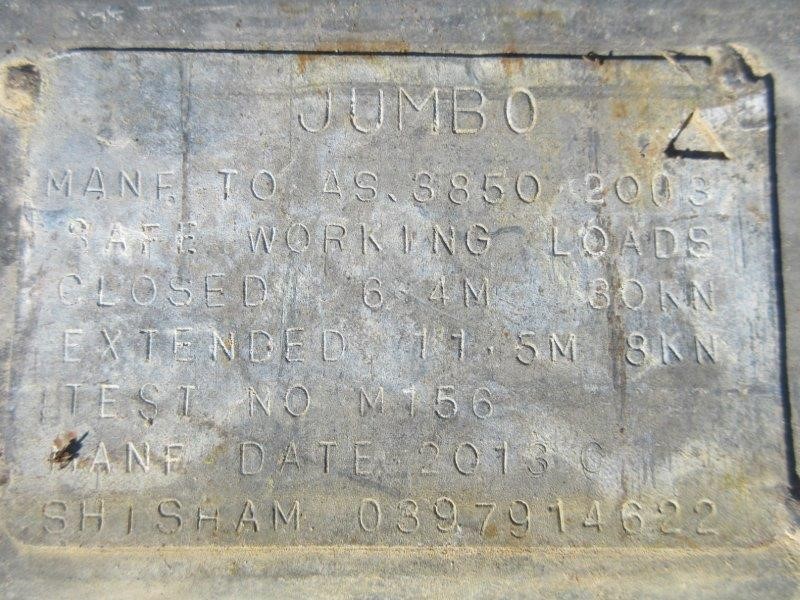 JUMBO
MANF. TO AS.3850 2003
SAFE WORKING LOADS
CLOSED 6.4M 30KN
EXTENDED 11.5M 8KN
TEST NO M156
MANF. DATE 2013 C
SHISHAM. 0397914622